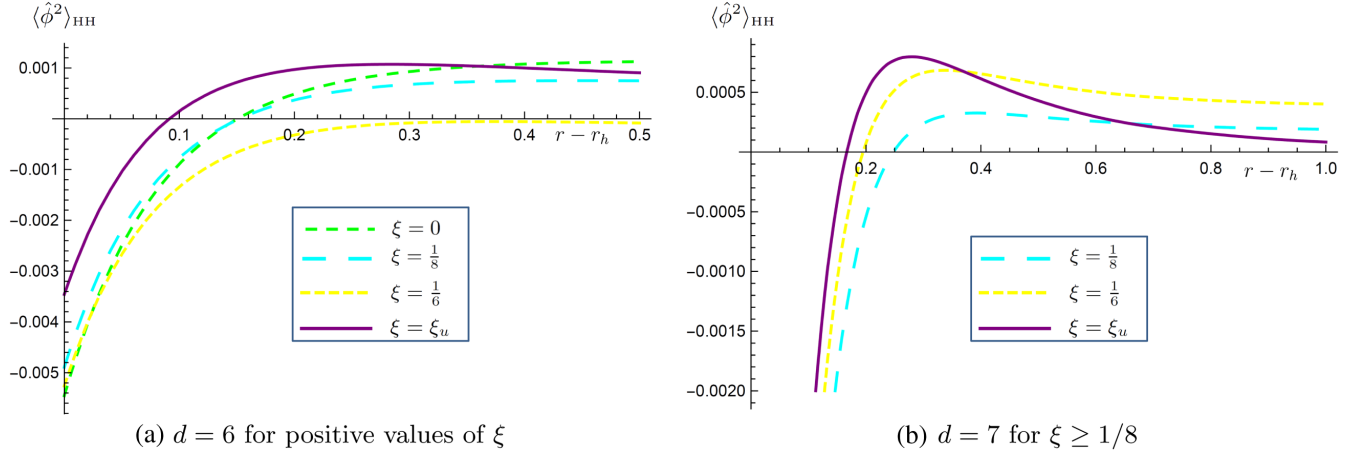 ⟨ϕ̂²⟩HH
0.001
0.1 0.2 0.3 0.4 0.5
r − rₕ
-0.001
-0.002
-0.003
-0.004
-0.005
ξ = 0
ξ = 1/8
ξ = 1/6
ξ = ξᵤ
(a) d = 6 for positive values of ξ
⟨ϕ̂²⟩HH
0.0005
0.2 0.4 0.6 0.8 1.0
r − rₕ
-0.0005
-0.0010
-0.0015
-0.0020
ξ = 1/8
ξ = 1/6
ξ = ξᵤ
(b) d = 7 for ξ ≥ 1/8